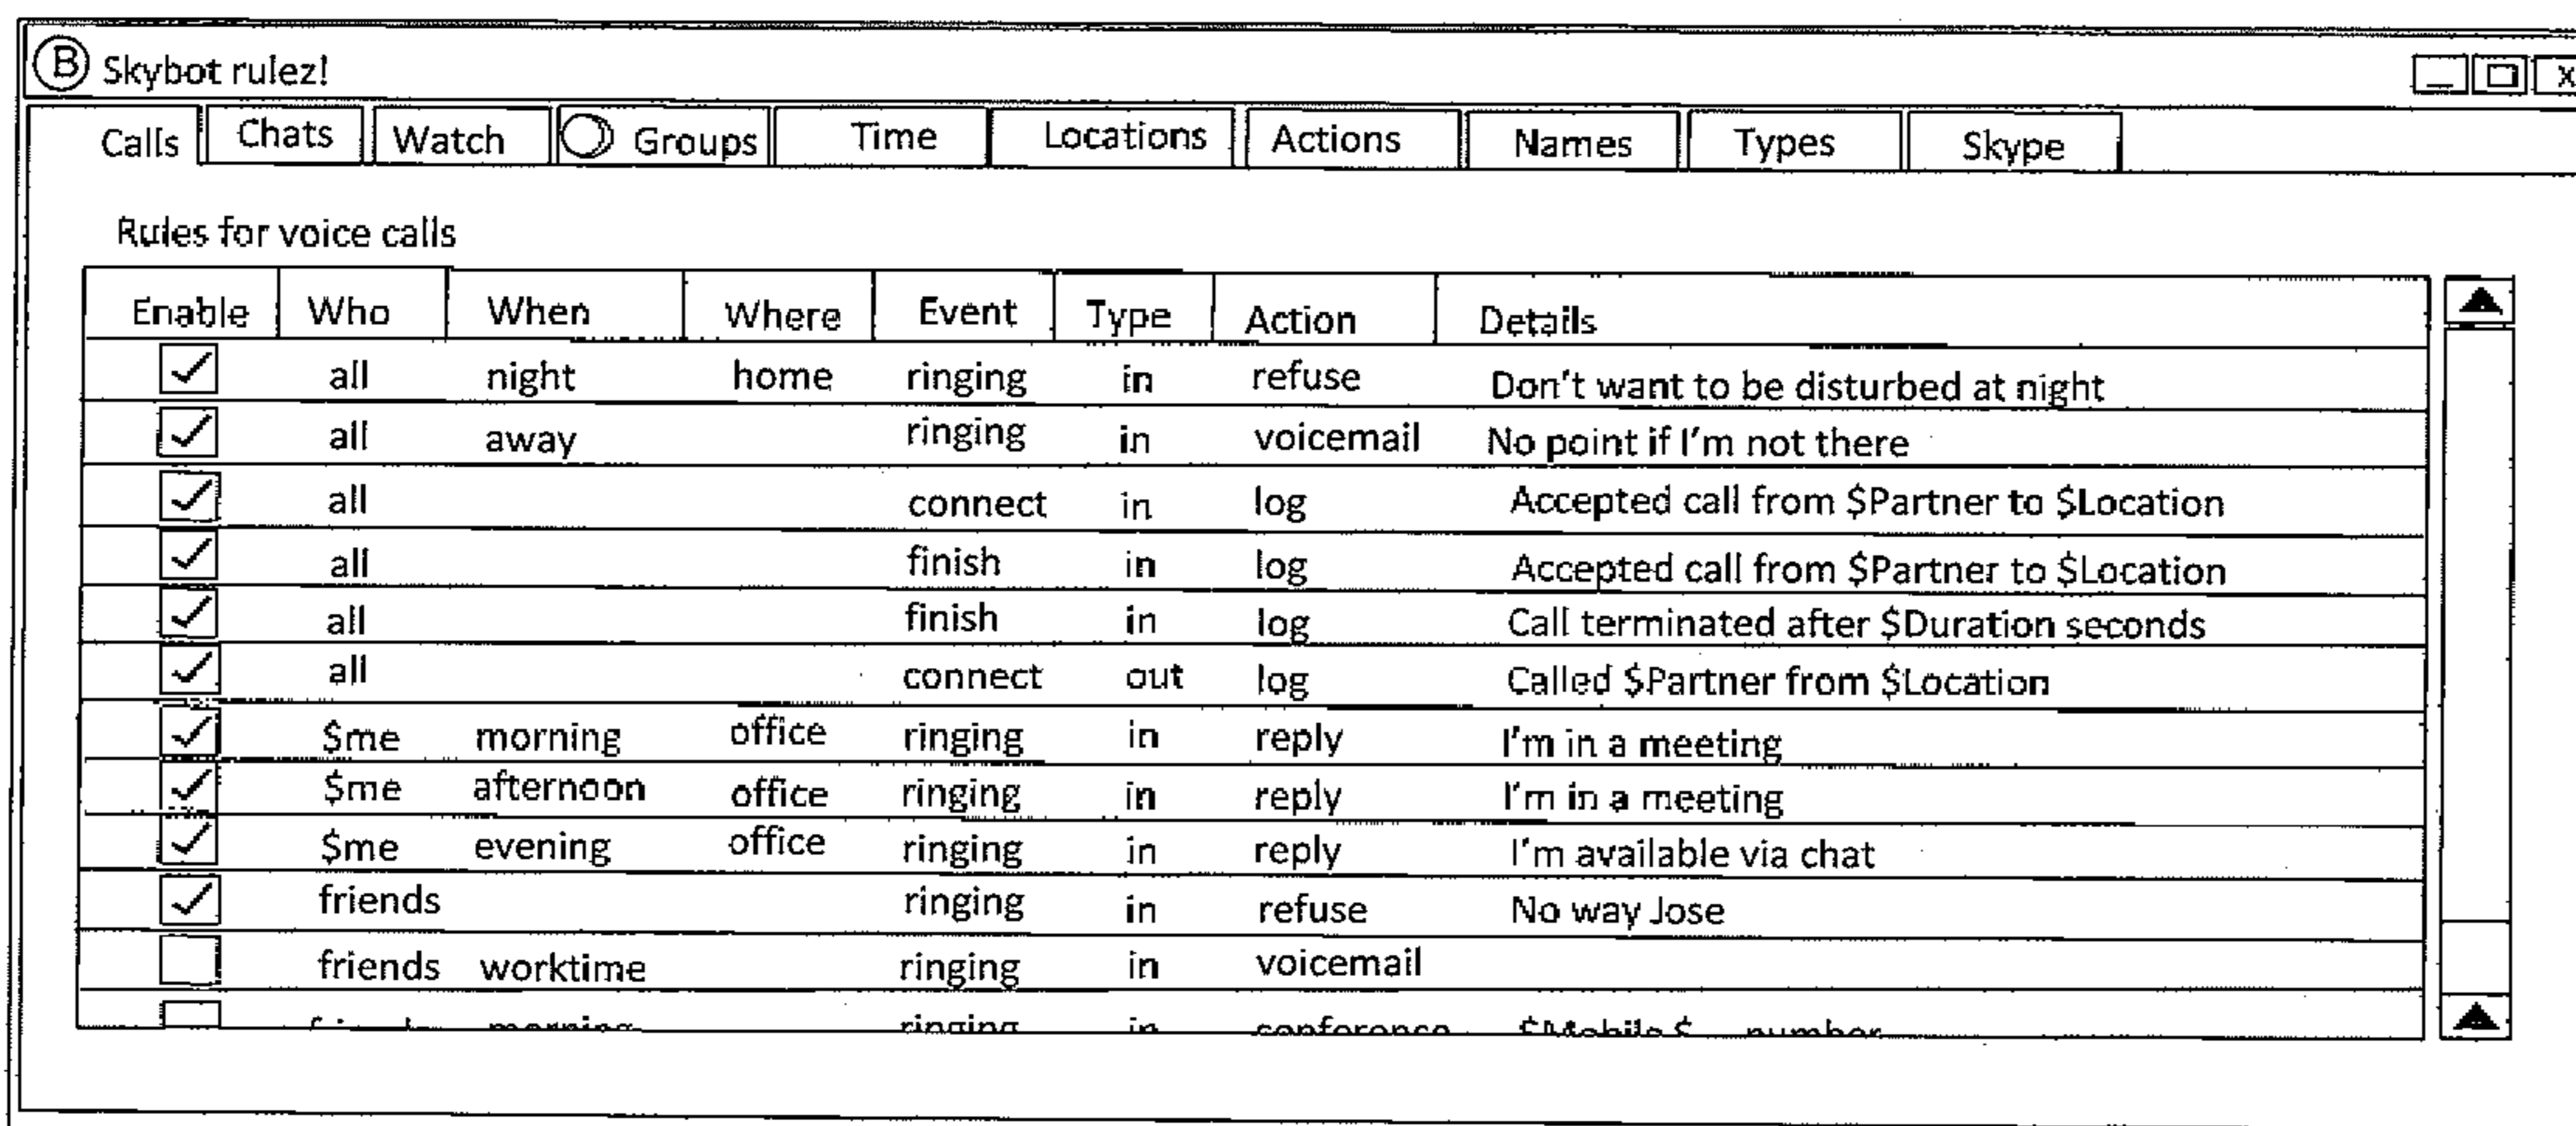 B Skybot rulez! X
Calls Chats Watch Groups Time Locations Actions Names Types Skype
Rules for voice calls
Enable Who When Where Event Type Action Details
all night home ringing in refuse Don't want to be disturbed at night
all away ringing in voicemail No point if I'm not there
all connect in log Accepted call from $Partner to $Location
all finish in log Accepted call from $Partner to $Location
all finish in log Call terminated after $Duration seconds
all connect out log Called $Partner from $Location
$me morning office ringing in reply I'm in a meeting
$me afternoon office ringing in reply I'm in a meeting
$me evening office ringing in reply I'm available via chat
friends ringing in refuse No way Jose
friends worktime ringing in voicemail
morning ringing in conference number